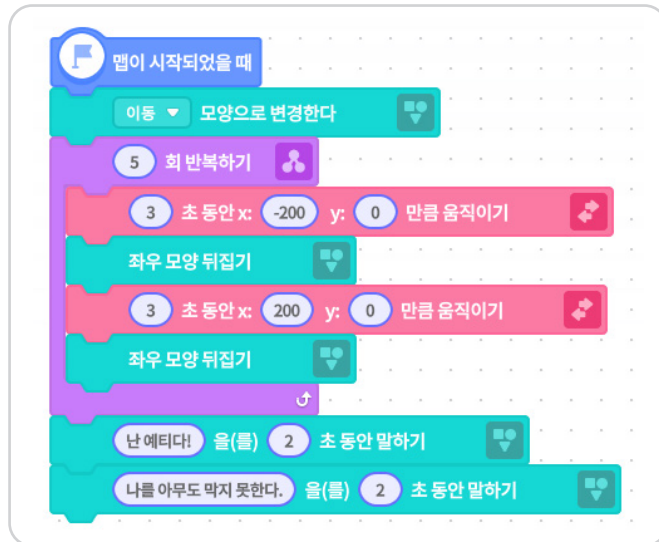 맵이 시작되었을 때
이동 모양으로 변경한다
5 회 반복하기
3 초 동안 x: -200 y: 0 만큼 움직이기
좌우 모양 뒤집기
3 초 동안 x: 200 y: 0 만큼 움직이기
좌우 모양 뒤집기
난 예티다! 을(를) 2 초 동안 말하기
나를 아무도 막지 못한다. 을(를) 2 초 동안 말하기